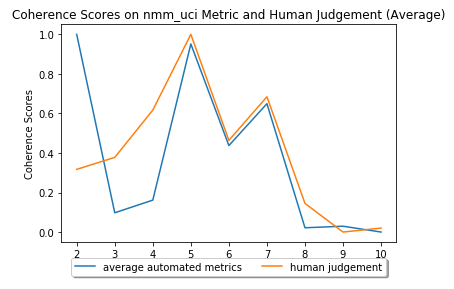 Coherence Scores on nmm_uci Metric and Human Judgement (Average)
Coherence Scores
1.0
0.8
0.6
0.4
0.2
0.0
2 3 4 5 6 7 8 9 10
average automated metrics human judgement